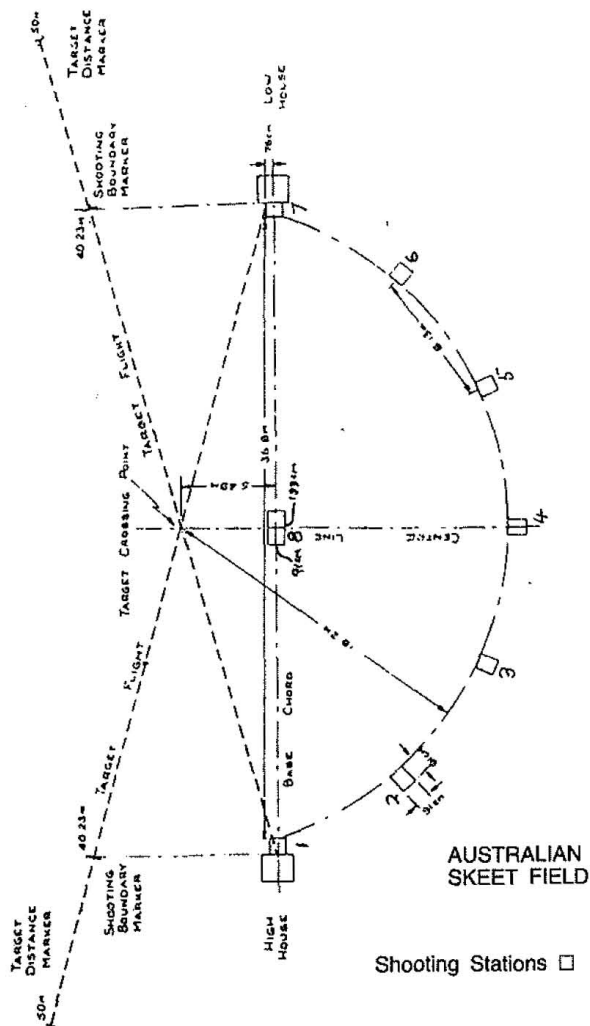 50m
TARGET
DISTANCE
MARKER
SHOOTING
BOUNDARY
MARKER
40 23m
LOW
HOUSE
76cm
FLIGHT
TARGET
TARGET CROSSING POINT
36 8m
6
5
4
8
91cm
CENTRE
LINE
BASE CHORD
3
2
91cm
1
FLIGHT
TARGET
40 23m
SHOOTING
BOUNDARY
MARKER
HIGH
HOUSE
TARGET
DISTANCE
MARKER
50m
AUSTRALIAN
SKEET FIELD
Shooting Stations